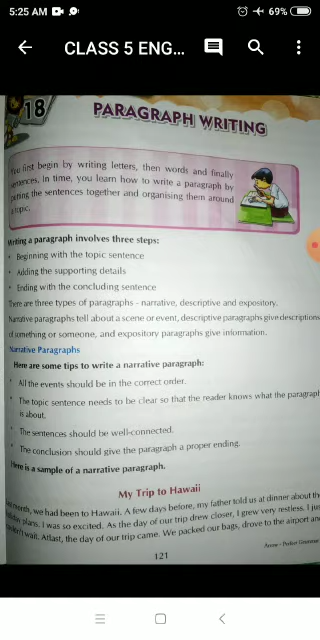 5:25 AM
69%
CLASS 5 ENG...
18
PARAGRAPH WRITING
You first begin by writing letters, then words and finally
sentences. In time, you learn how to write a paragraph by
putting the sentences together and organising them around
a topic.
Writing a paragraph involves three steps:
• Beginning with the topic sentence
• Adding the supporting details
• Ending with the concluding sentence
There are three types of paragraphs - narrative, descriptive and expository.
Narrative paragraphs tell about a scene or event, descriptive paragraphs give descriptions
of something or someone, and expository paragraphs give information.
Narrative Paragraphs
Here are some tips to write a narrative paragraph:
• All the events should be in the correct order.
• The topic sentence needs to be clear so that the reader knows what the paragraph
is about.
• The sentences should be well-connected.
• The conclusion should give the paragraph a proper ending.
Here is a sample of a narrative paragraph.
My Trip to Hawaii
month, we had been to Hawaii. A few days before, my father told us at dinner about the
plans. I was so excited. As the day of our trip drew closer, I grew very restless. I just
wait. Atlast, the day of our trip came. We packed our bags, drove to the airport and
121
Acme - Perfect Grammar